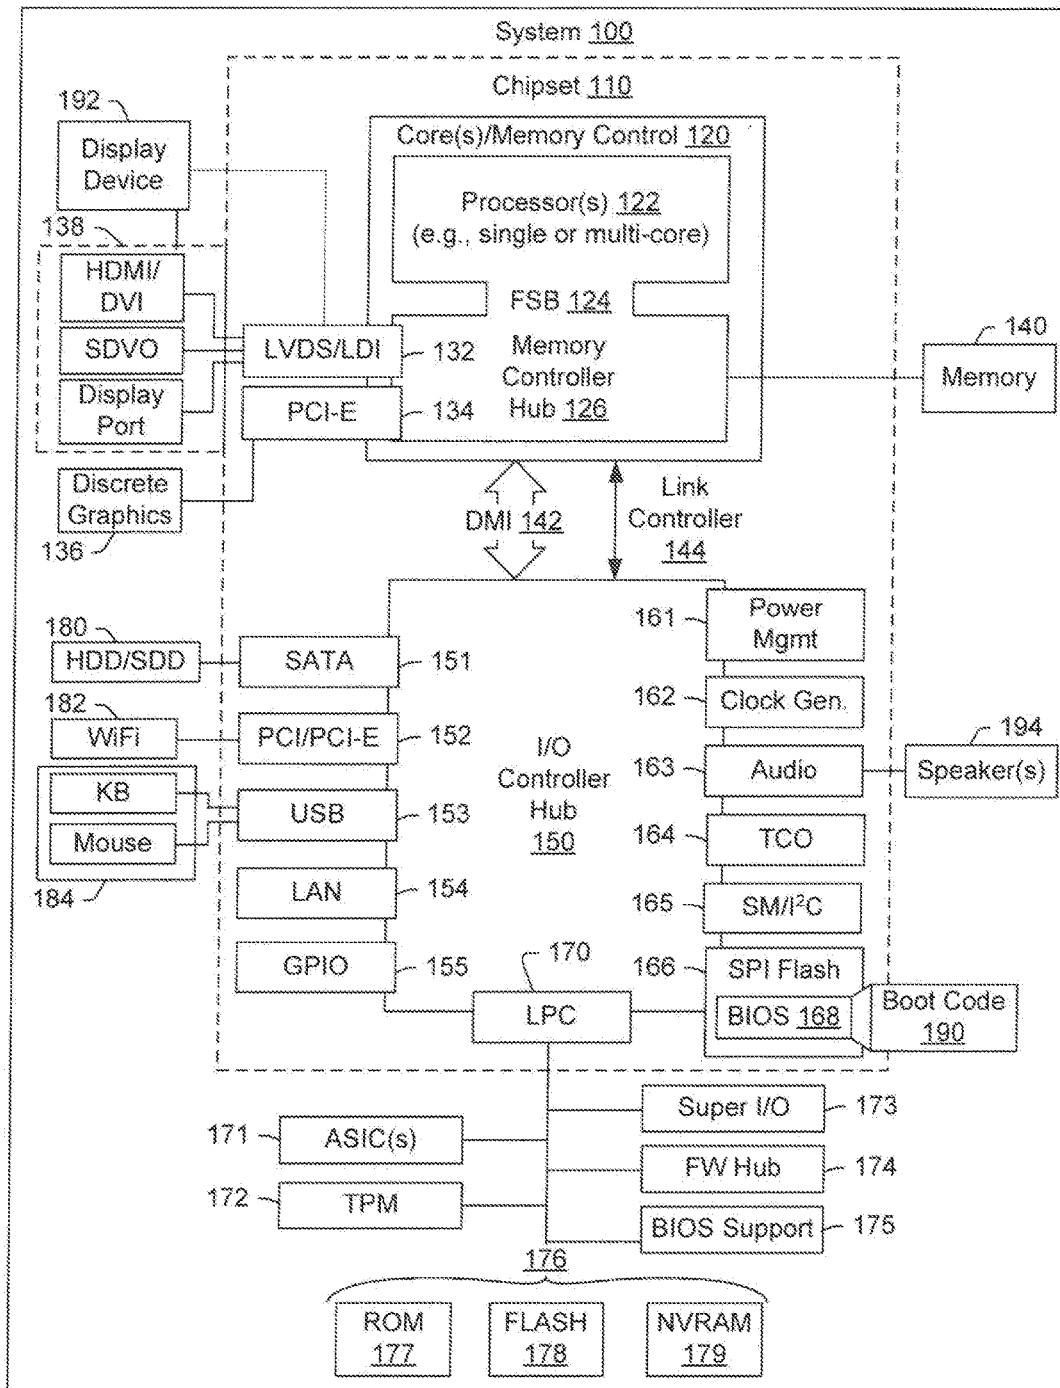 System 100
Chipset 110
192
Display
Device
Core(s)/Memory Control 120
Processor(s) 122
(e.g., single or multi-core)
FSB 124
Memory
Controller
Hub 126
138
HDMI/
DVI
SDVO
Display
Port
LVDS/LDI
132
PCI-E
134
140
Memory
Discrete
Graphics
136
DMI 142
Link
Controller
144
180
HDD/SDD
SATA
151
182
WiFi
PCI/PCI-E
152
KB
Mouse
184
USB
153
LAN
154
GPIO
155
I/O
Controller
Hub
150
161
Power
Mgmt
162
Clock Gen.
163
Audio
194
Speaker(s)
164
TCO
165
SM/I²C
166
SPI Flash
BIOS 168
Boot Code
190
170
LPC
171
ASIC(s)
172
TPM
Super I/O
173
FW Hub
174
BIOS Support
175
176
ROM
177
FLASH
178
NVRAM
179